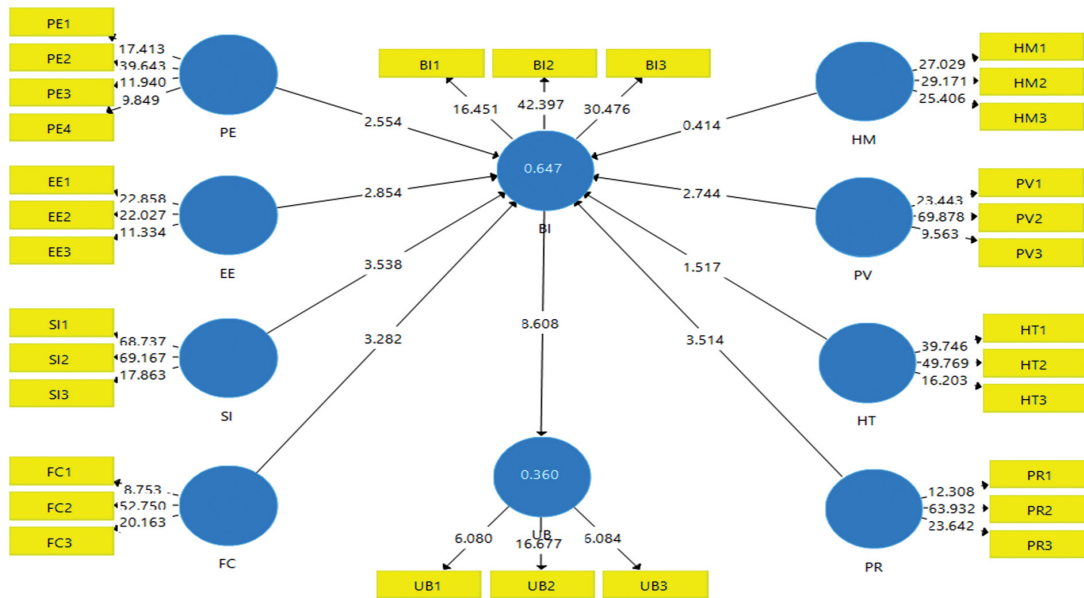 PE1
PE2
PE3
PE4
17.413
39.643
11.940
9.849
PE
BI1
BI2
BI3
16.451
42.397
30.476
HM1
HM2
HM3
27.029
29.171
25.406
HM
2.554
0.414
0.647
BI
EE1
EE2
EE3
22.858
22.027
11.334
EE
2.854
2.744
PV1
PV2
PV3
23.443
69.878
9.563
PV
3.538
1.517
SI1
SI2
SI3
68.737
69.167
17.863
SI
3.282
8.608
3.514
HT1
HT2
HT3
39.746
49.769
16.203
HT
FC1
FC2
FC3
8.753
52.750
20.163
FC
0.360
UB
6.080
16.677
6.084
UB1
UB2
UB3
PR1
PR2
PR3
12.308
63.932
23.642
PR